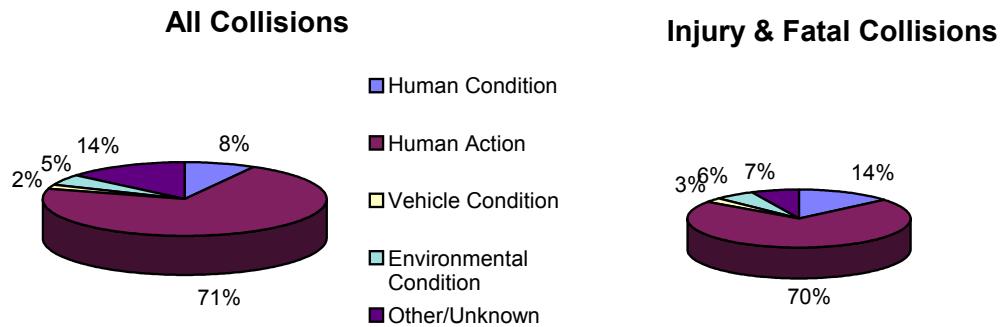 All Collisions
14%
8%
5%
2%
71%
Human Condition
Human Action
Vehicle Condition
Environmental
Condition
Other/Unknown
Injury & Fatal Collisions
7%
14%
6%
3%
70%